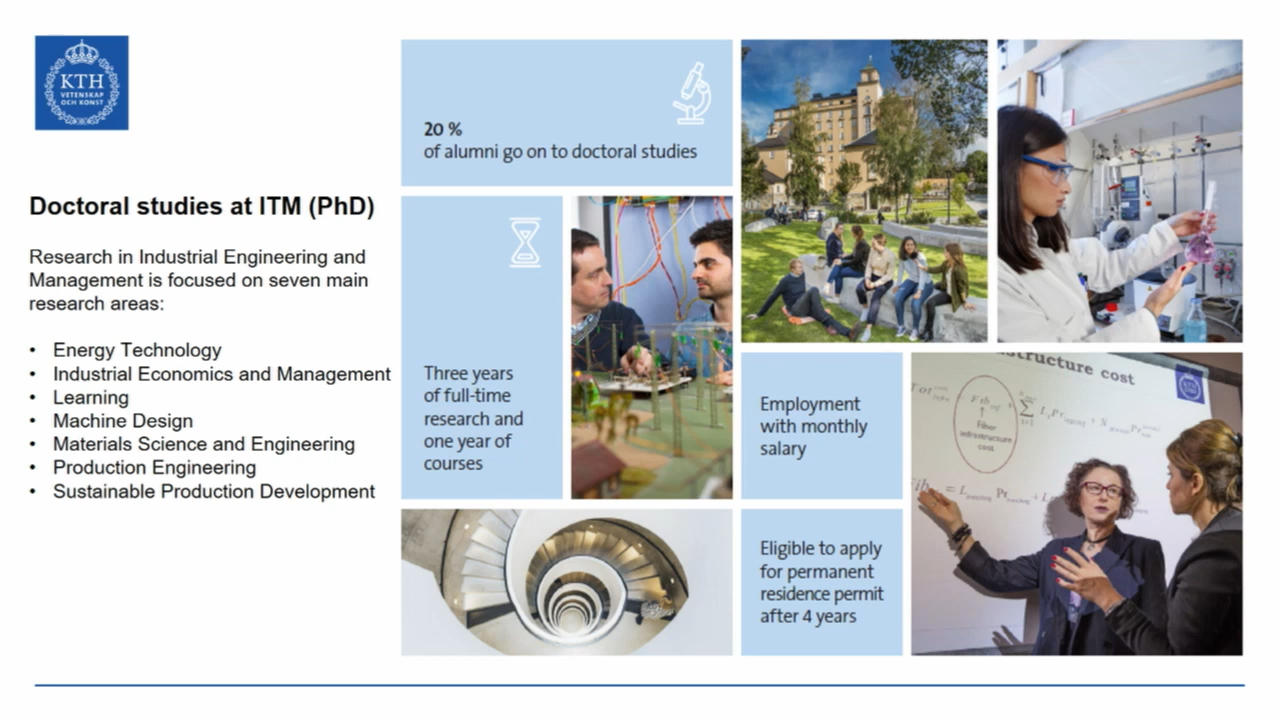 KTH
VETENSKAP
OCH KONST
Doctoral studies at ITM (PhD)
Research in Industrial Engineering and
Management is focused on seven main
research areas:
• Energy Technology
• Industrial Economics and Management
• Learning
• Machine Design
• Materials Science and Engineering
• Production Engineering
• Sustainable Production Development
20 %
of alumni go on to doctoral studies
Three years
of full-time
research and
one year of
courses
Employment
with monthly
salary
Eligible to apply
for permanent
residence permit
after 4 years
structure cost
Fiber
infrastructure
cost